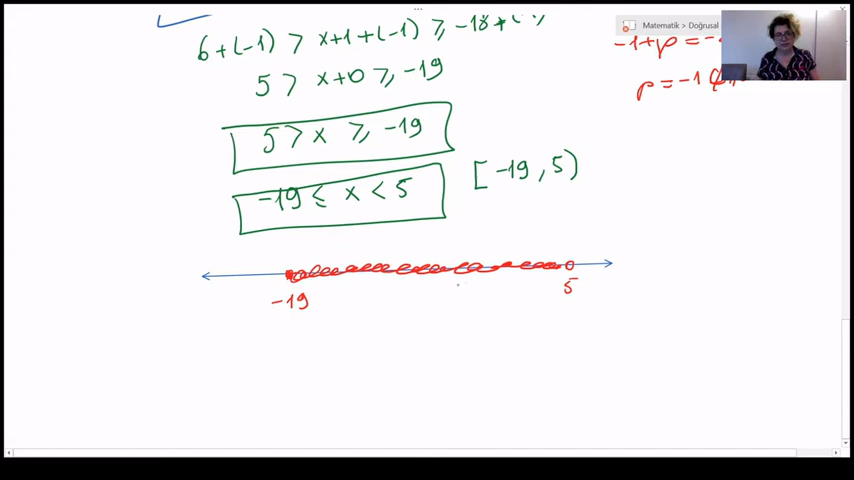 6+(-1) > x+1+(-1) ⩾ -18+(
5 > x+0 ⩾ -19
5 > x ⩾ -19
-19 ≤ x < 5
[-19, 5)
-19
5
Matematik > Doğrusal
-1+p = -
p = -1